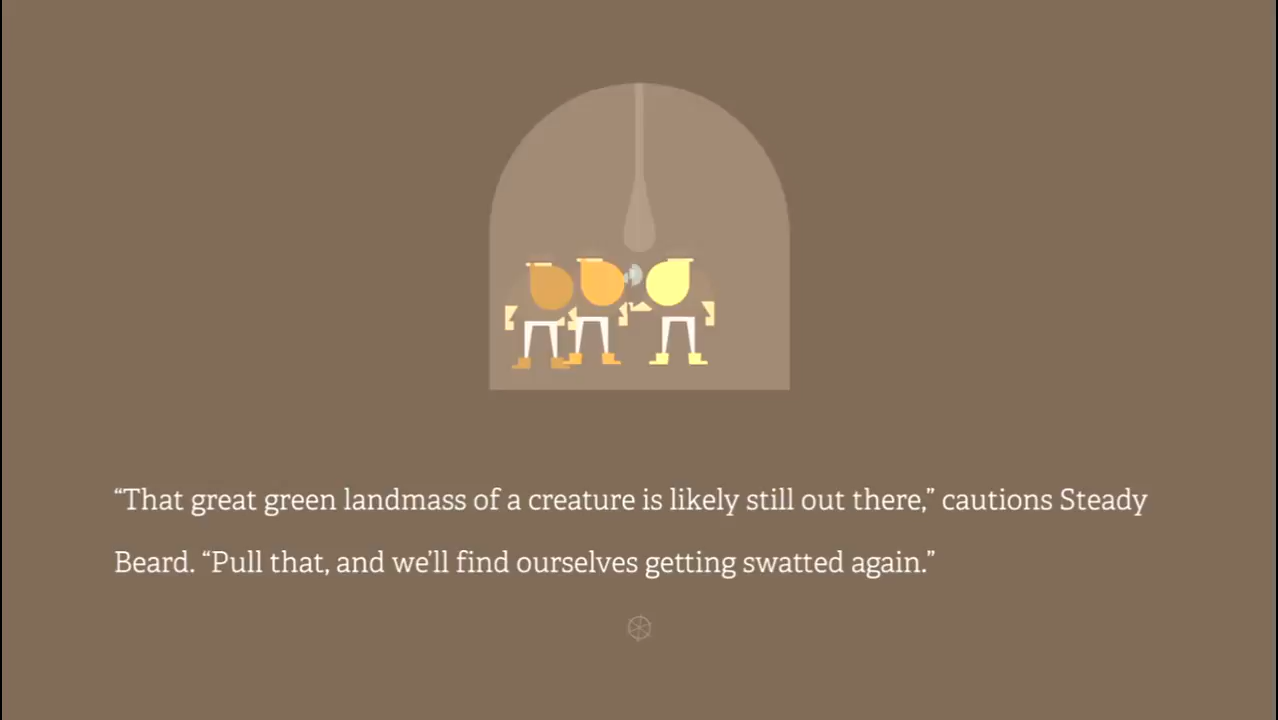 “That great green landmass of a creature is likely still out there,” cautions Steady
Beard. “Pull that, and we’ll find ourselves getting swatted again.”